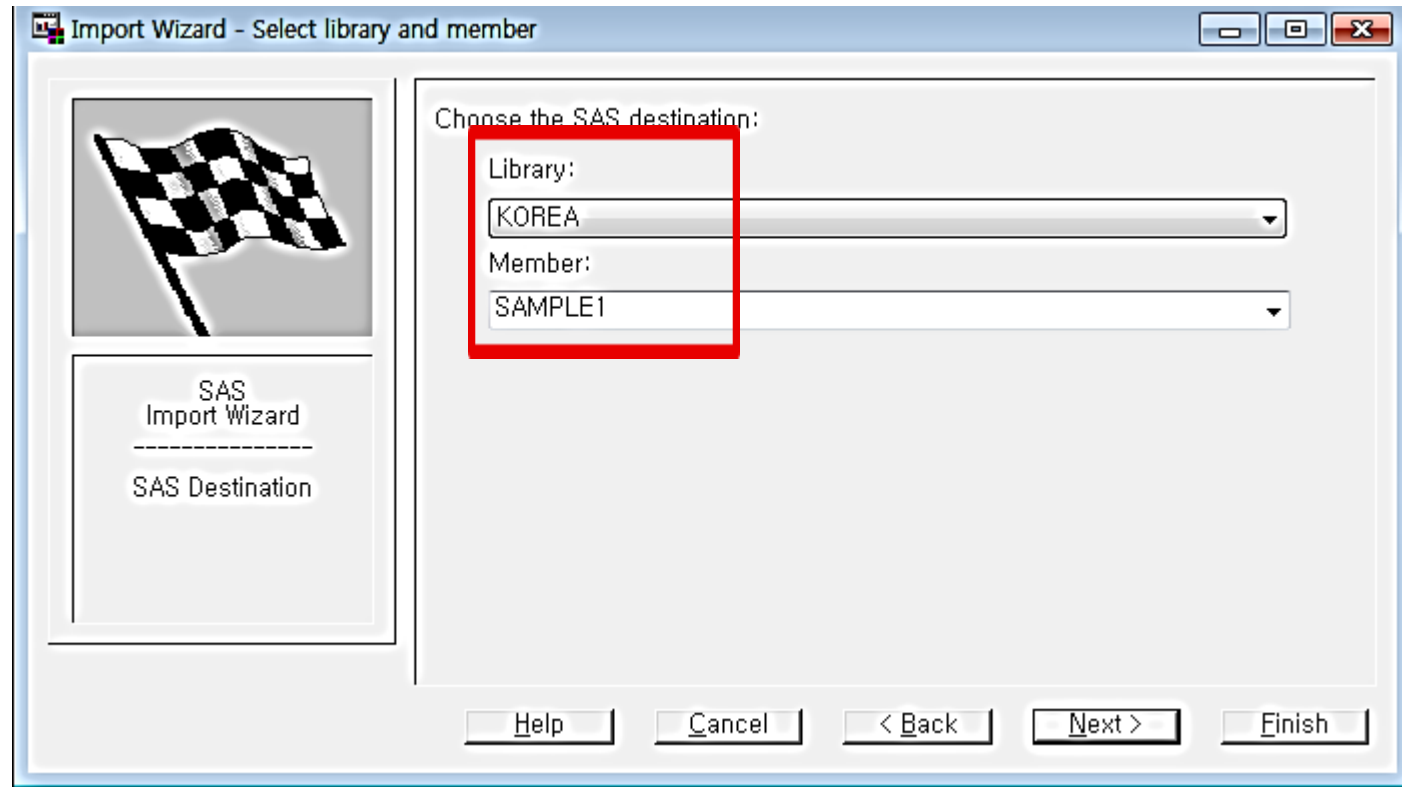 Import Wizard - Select library and member
Choose the SAS destination:
Library:
KOREA
Member:
SAMPLE1
SAS
Import Wizard
---------------
SAS Destination
Help
Cancel
< Back
Next >
Finish